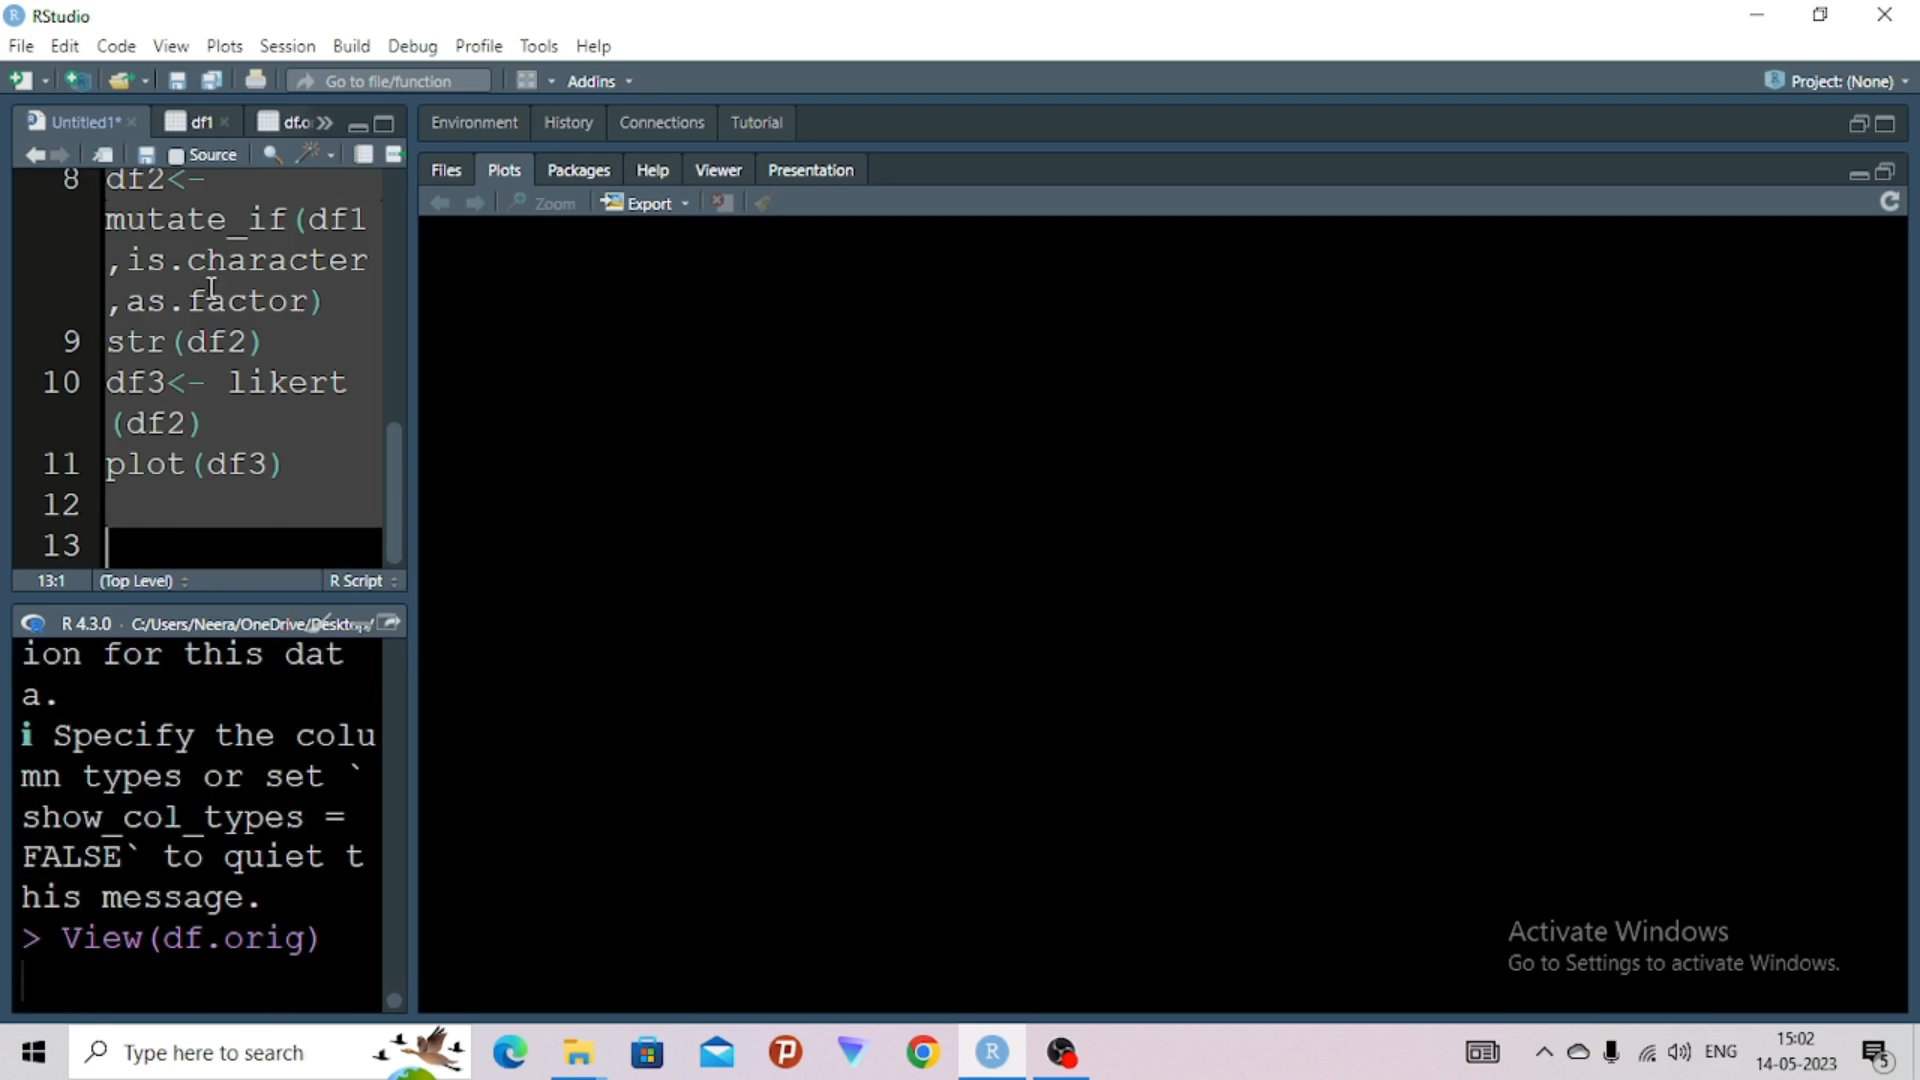 RStudio
File Edit Code View Plots Session Build Debug Profile Tools Help
Go to file/function Addins Project: (None)
Untitled1* df1 df.o
Environment History Connections Tutorial
Source
Files Plots Packages Help Viewer Presentation
Zoom Export
8 df2<-
mutate_if(df1
,is.character
,as.factor)
9 str(df2)
10 df3<- likert
(df2)
11 plot(df3)
12
13
13:1 (Top Level) R Script
R 4.3.0 · C:/Users/Neera/OneDrive/Desktop/
ion for this dat
a.
i Specify the colu
mn types or set `
show_col_types =
FALSE` to quiet t
his message.
> View(df.orig)
Activate Windows
Go to Settings to activate Windows.
Type here to search
ENG
15:02
14-05-2023
5